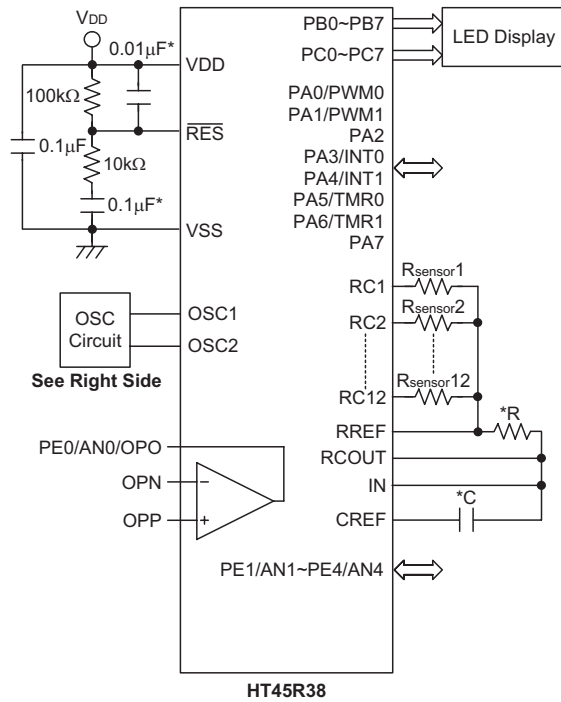 VDD
0.01μF*
VDD
100kΩ
RES
0.1μF
10kΩ
0.1μF*
VSS
OSC Circuit
OSC1
OSC2
See Right Side
PE0/AN0/OPO
OPN
−
OPP
+
PB0~PB7
PC0~PC7
LED Display
PA0/PWM0
PA1/PWM1
PA2
PA3/INT0
PA4/INT1
PA5/TMR0
PA6/TMR1
PA7
RC1
Rsensor1
RC2
Rsensor2
Rsensor12
RC12
*R
RREF
RCOUT
IN
*C
CREF
PE1/AN1~PE4/AN4
HT45R38